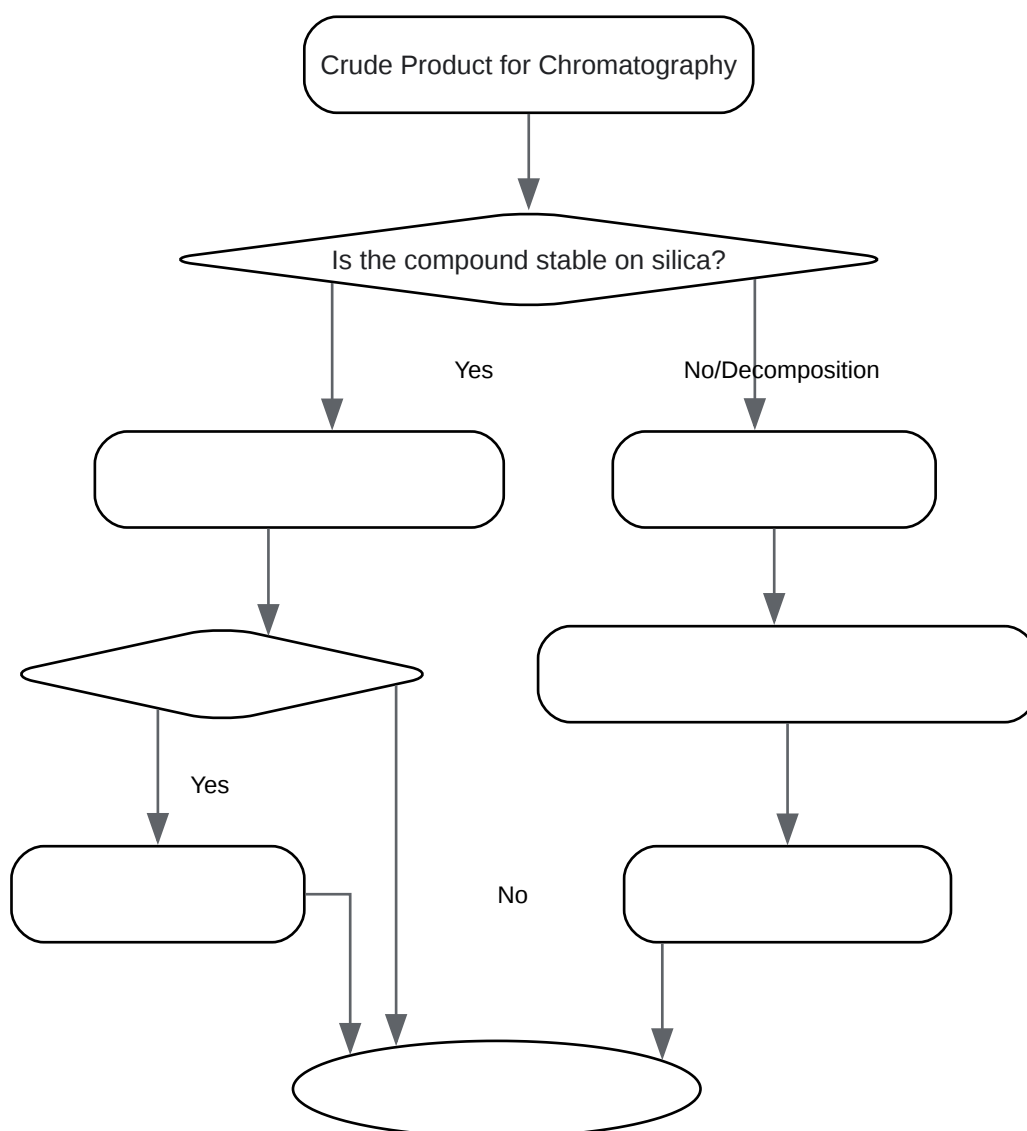 Crude Product for Chromatography
Is the compound stable on silica?
Yes
No/Decomposition
Yes
No